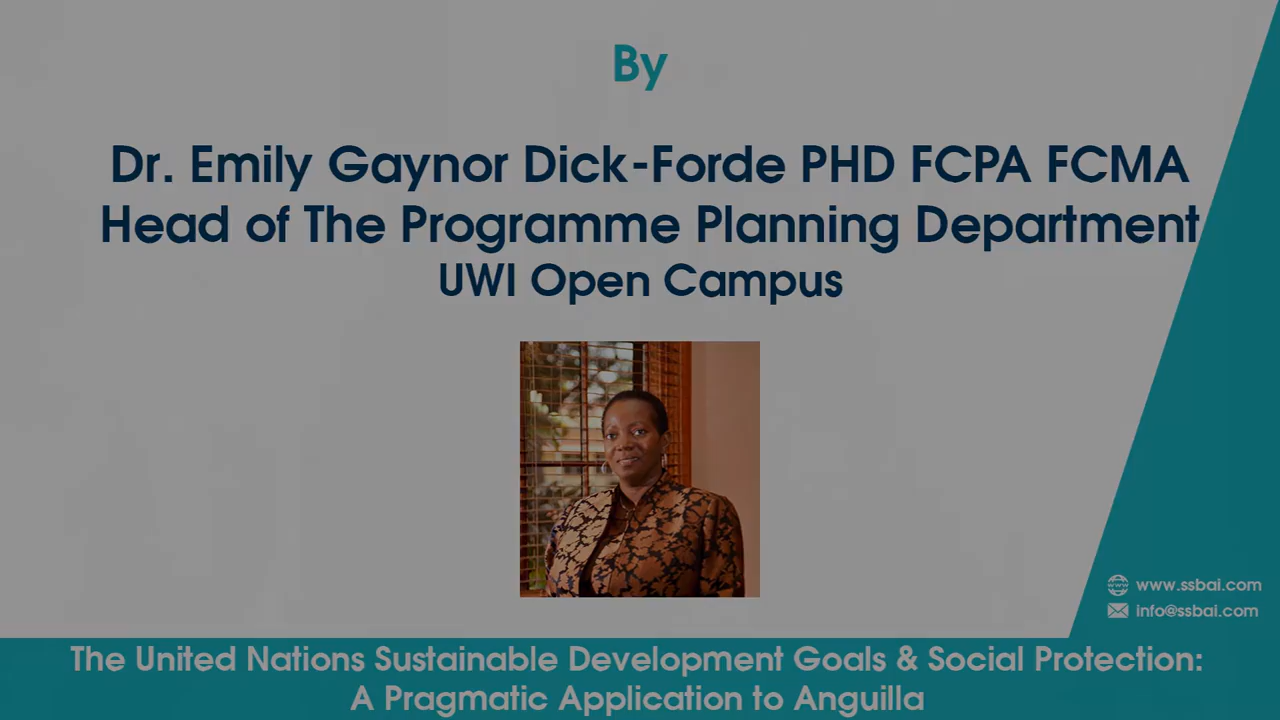 By
Dr. Emily Gaynor Dick-Forde PHD FCPA FCMA
Head of The Programme Planning Department
UWI Open Campus
www.ssbai.com
info@ssbai.com
The United Nations Sustainable Development Goals & Social Protection:
A Pragmatic Application to Anguilla